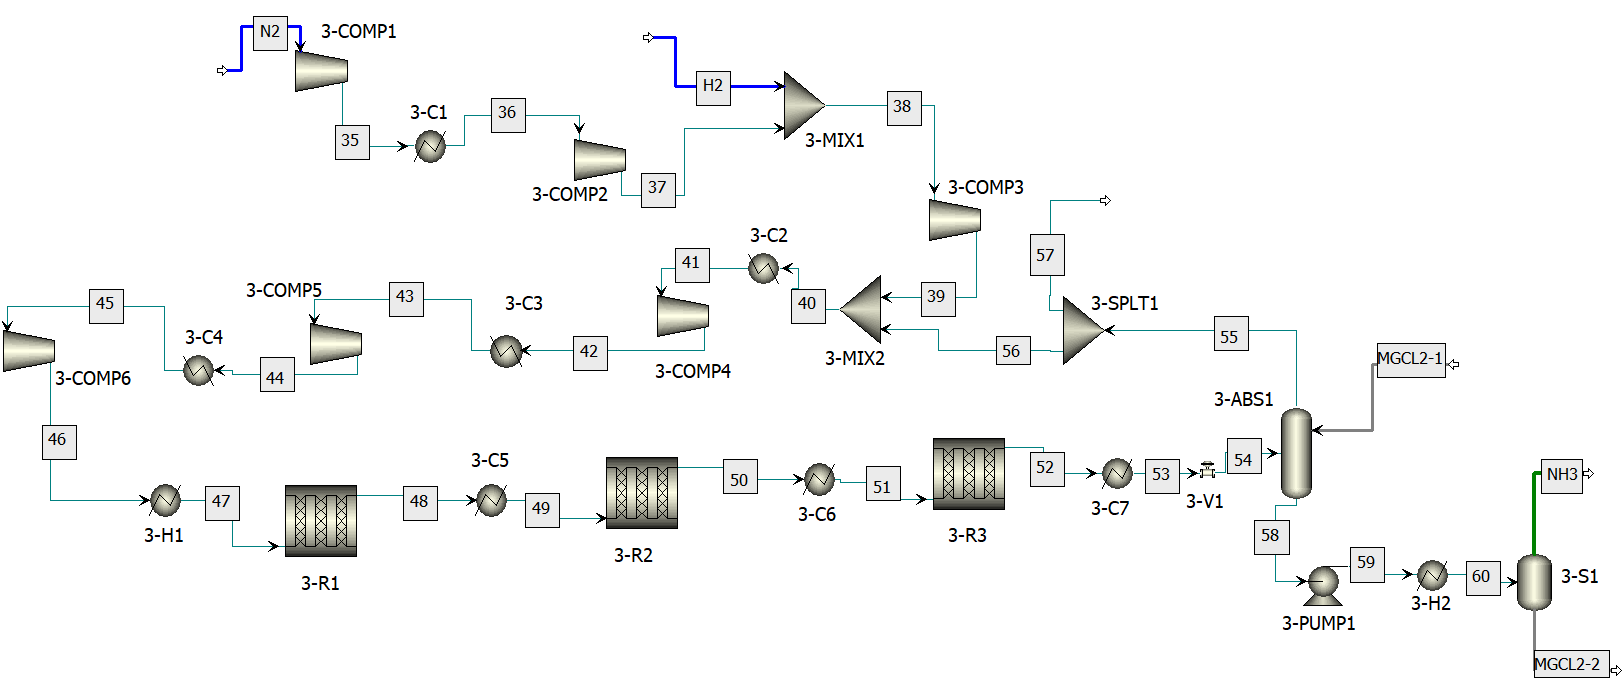 N2
3-COMP1
H2
3-C1
36
35
38
3-MIX1
3-COMP2
37
3-COMP3
3-C2
57
41
3-COMP5
43
3-C3
45
40
39
3-SPLT1
3-C4
55
42
56
3-MIX2
MGCL2-1
3-COMP6
44
3-COMP4
3-ABS1
46
3-C5
52
54
53
NH3
50
51
47
48
49
3-C6
3-C7
3-V1
3-H1
3-R2
3-R3
58
59
60
3-S1
3-R1
3-H2
3-PUMP1
MGCL2-2